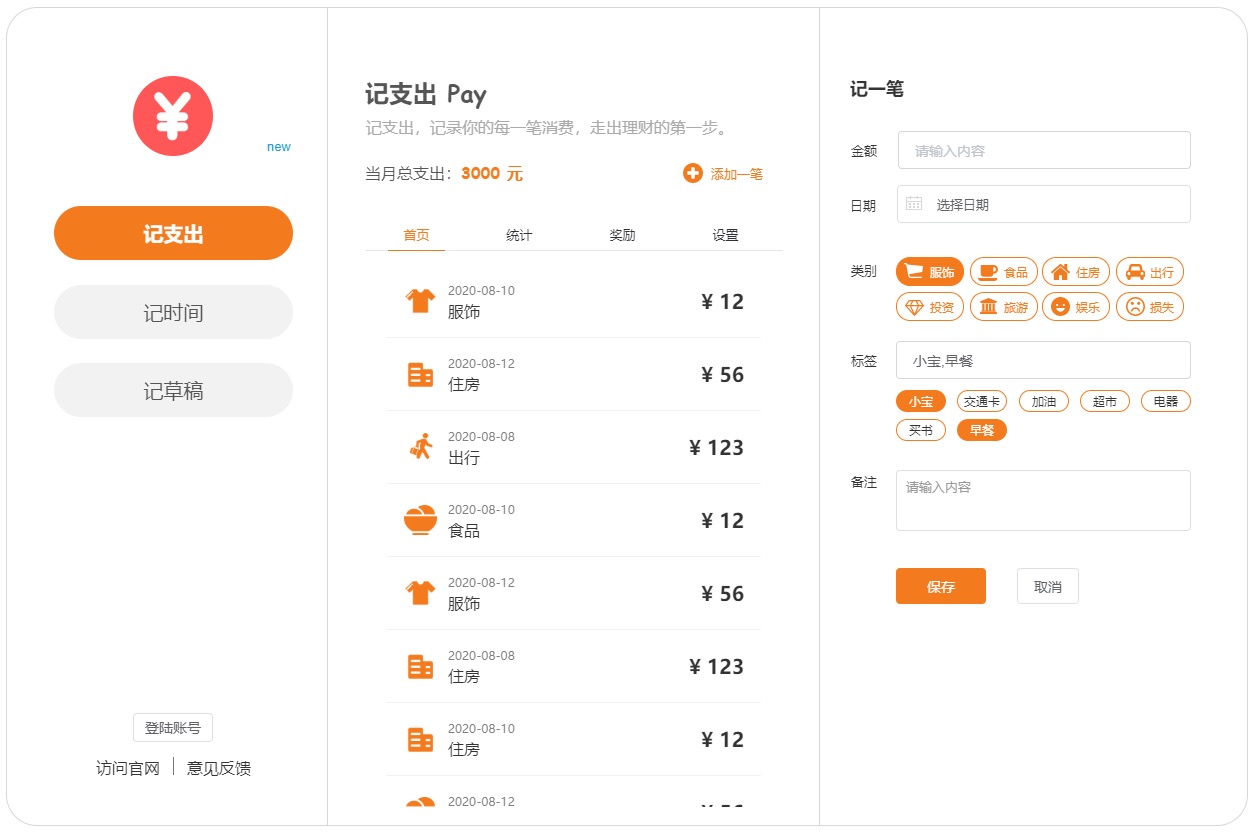 new
记支出
记时间
记草稿
登陆账号
访问官网 意见反馈
记支出 Pay
记支出，记录你的每一笔消费，走出理财的第一步。
当月总支出：3000 元
添加一笔
首页 统计 奖励 设置
2020-08-10
服饰
¥ 12
2020-08-12
住房
¥ 56
2020-08-08
出行
¥ 123
2020-08-10
食品
¥ 12
2020-08-12
服饰
¥ 56
2020-08-08
住房
¥ 123
2020-08-10
住房
¥ 12
2020-08-12
记一笔
金额 请输入内容
日期 选择日期
类别 服饰 食品 住房 出行
投资 旅游 娱乐 损失
标签 小宝,早餐
小宝 交通卡 加油 超市 电器
买书 早餐
备注 请输入内容
保存 取消